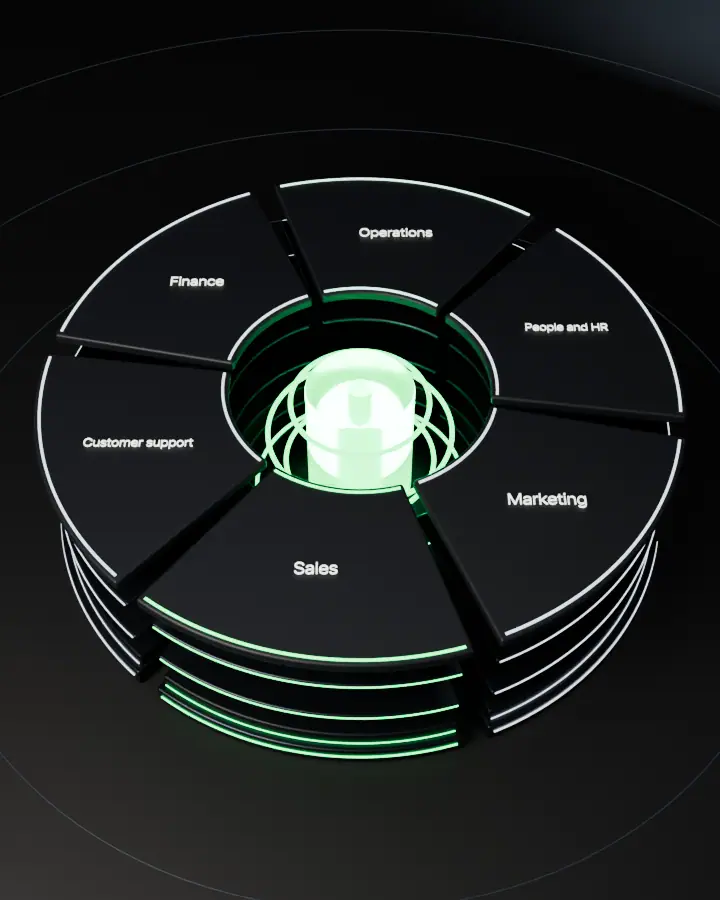 Operations
Finance
People and HR
Customer support
Marketing
Sales